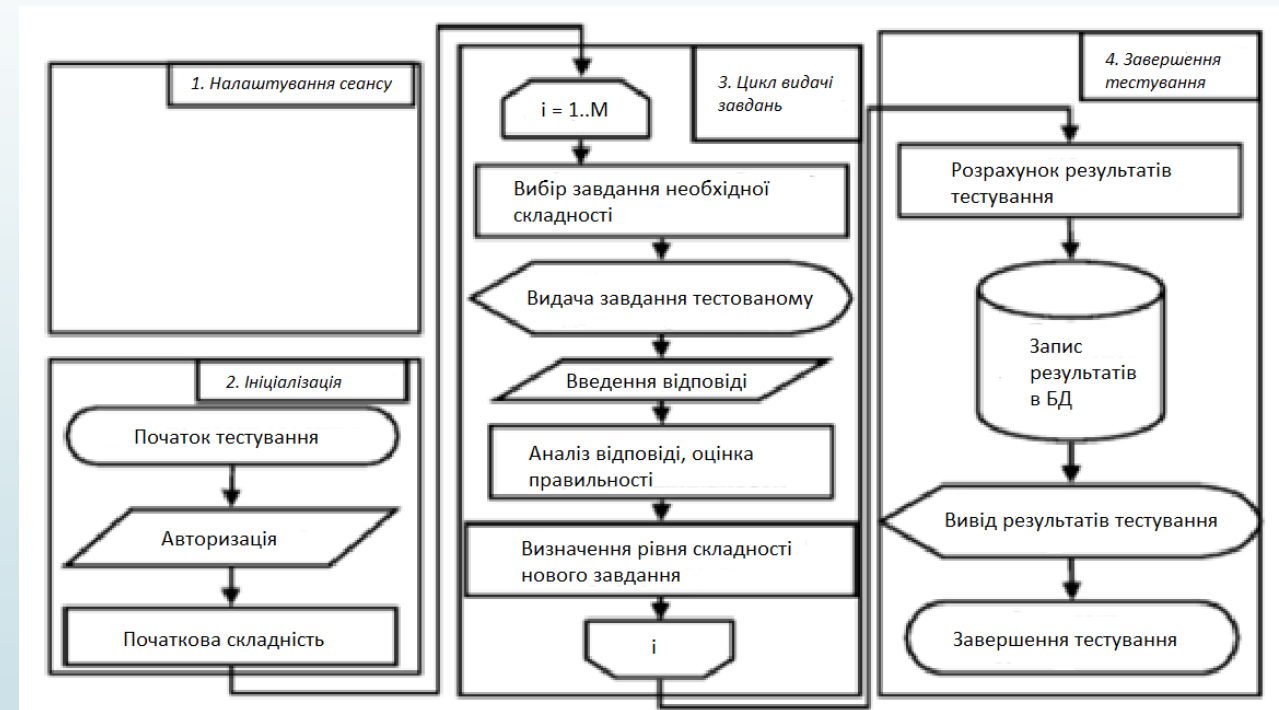 1. Налаштування сеансу
2. Ініціалізація
Початок тестування
Авторизація
Початкова складність
3. Цикл видачі
завдань
i = 1..M
Вибір завдання необхідної
складності
Видача завдання тестованому
Введення відповіді
Аналіз відповіді, оцінка
правильності
Визначення рівня складності
нового завдання
i
4. Завершення
тестування
Розрахунок результатів
тестування
Запис
результатів
в БД
Вивід результатів тестування
Завершення тестування